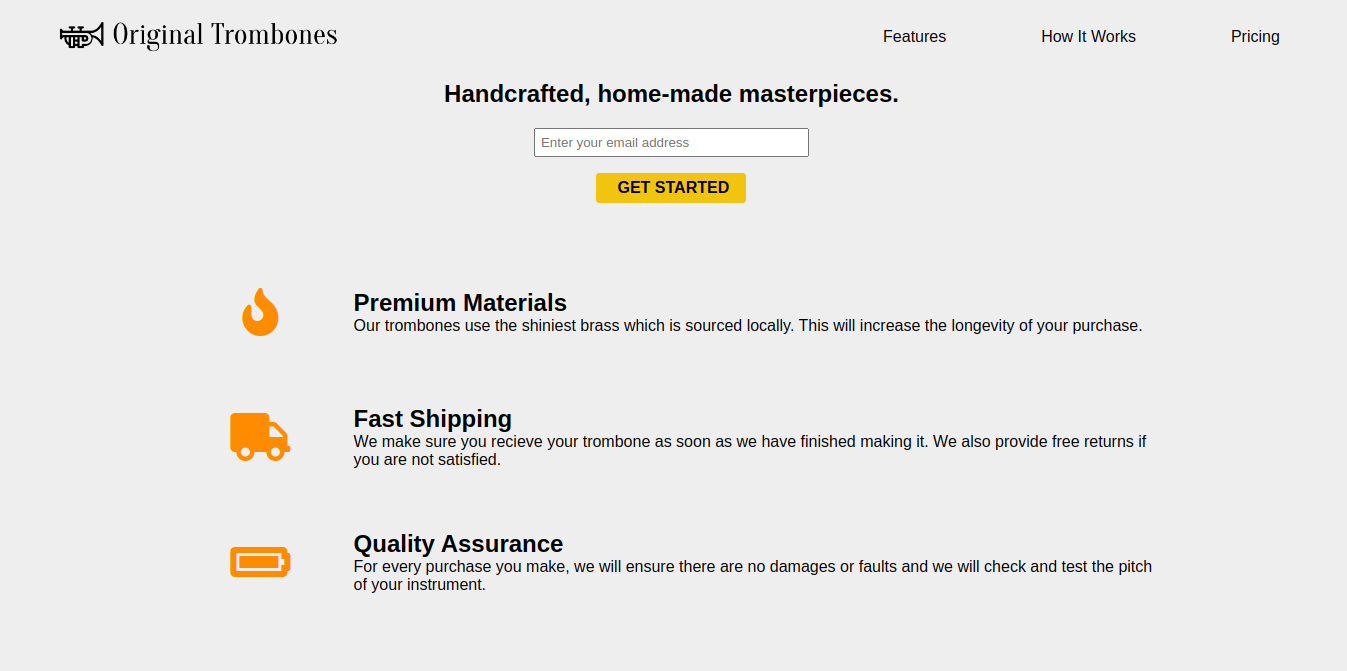 Original Trombones
Features
How It Works
Pricing
Handcrafted, home-made masterpieces.
Enter your email address
GET STARTED
Premium Materials
Our trombones use the shiniest brass which is sourced locally. This will increase the longevity of your purchase.
Fast Shipping
We make sure you recieve your trombone as soon as we have finished making it. We also provide free returns if
you are not satisfied.
Quality Assurance
For every purchase you make, we will ensure there are no damages or faults and we will check and test the pitch
of your instrument.